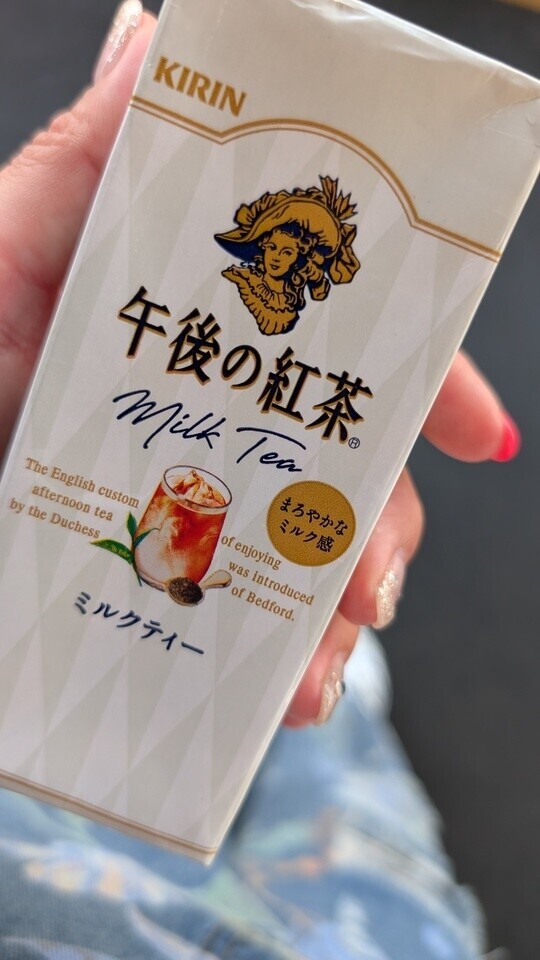 KIRIN
午後の紅茶®
Milk Tea
The English custom
afternoon tea
by the Duchess
of enjoying
was introduced
of Bedford.
まろやかな
ミルク感
ミルクティー